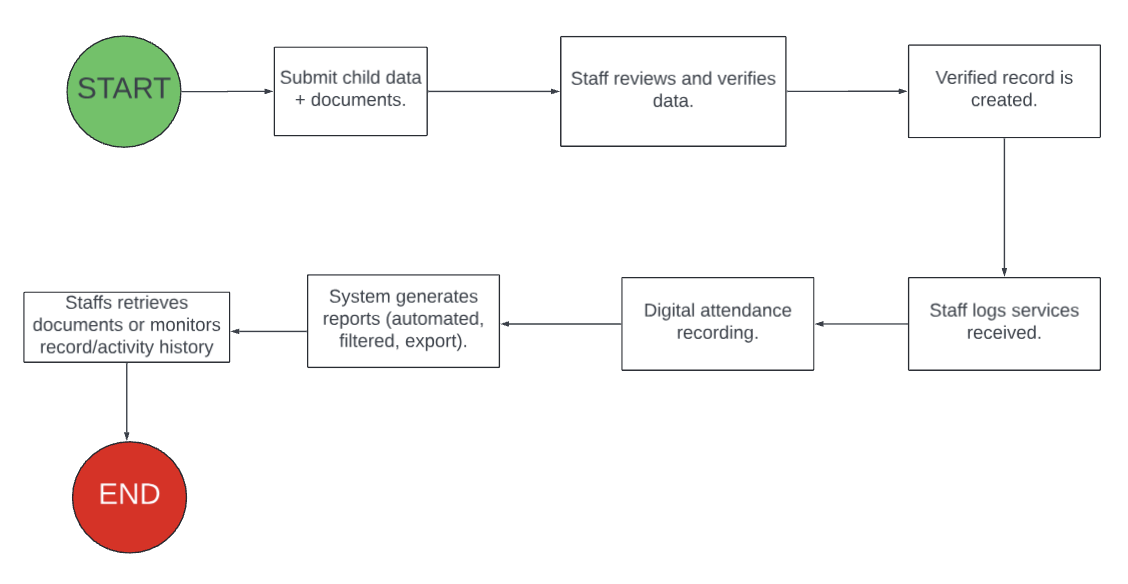 START
Submit child data
+ documents.
Staff reviews and verifies
data.
Verified record is
created.
Staff logs services
received.
Digital attendance
recording.
System generates
reports (automated,
filtered, export).
Staffs retrieves
documents or monitors
record/activity history
END